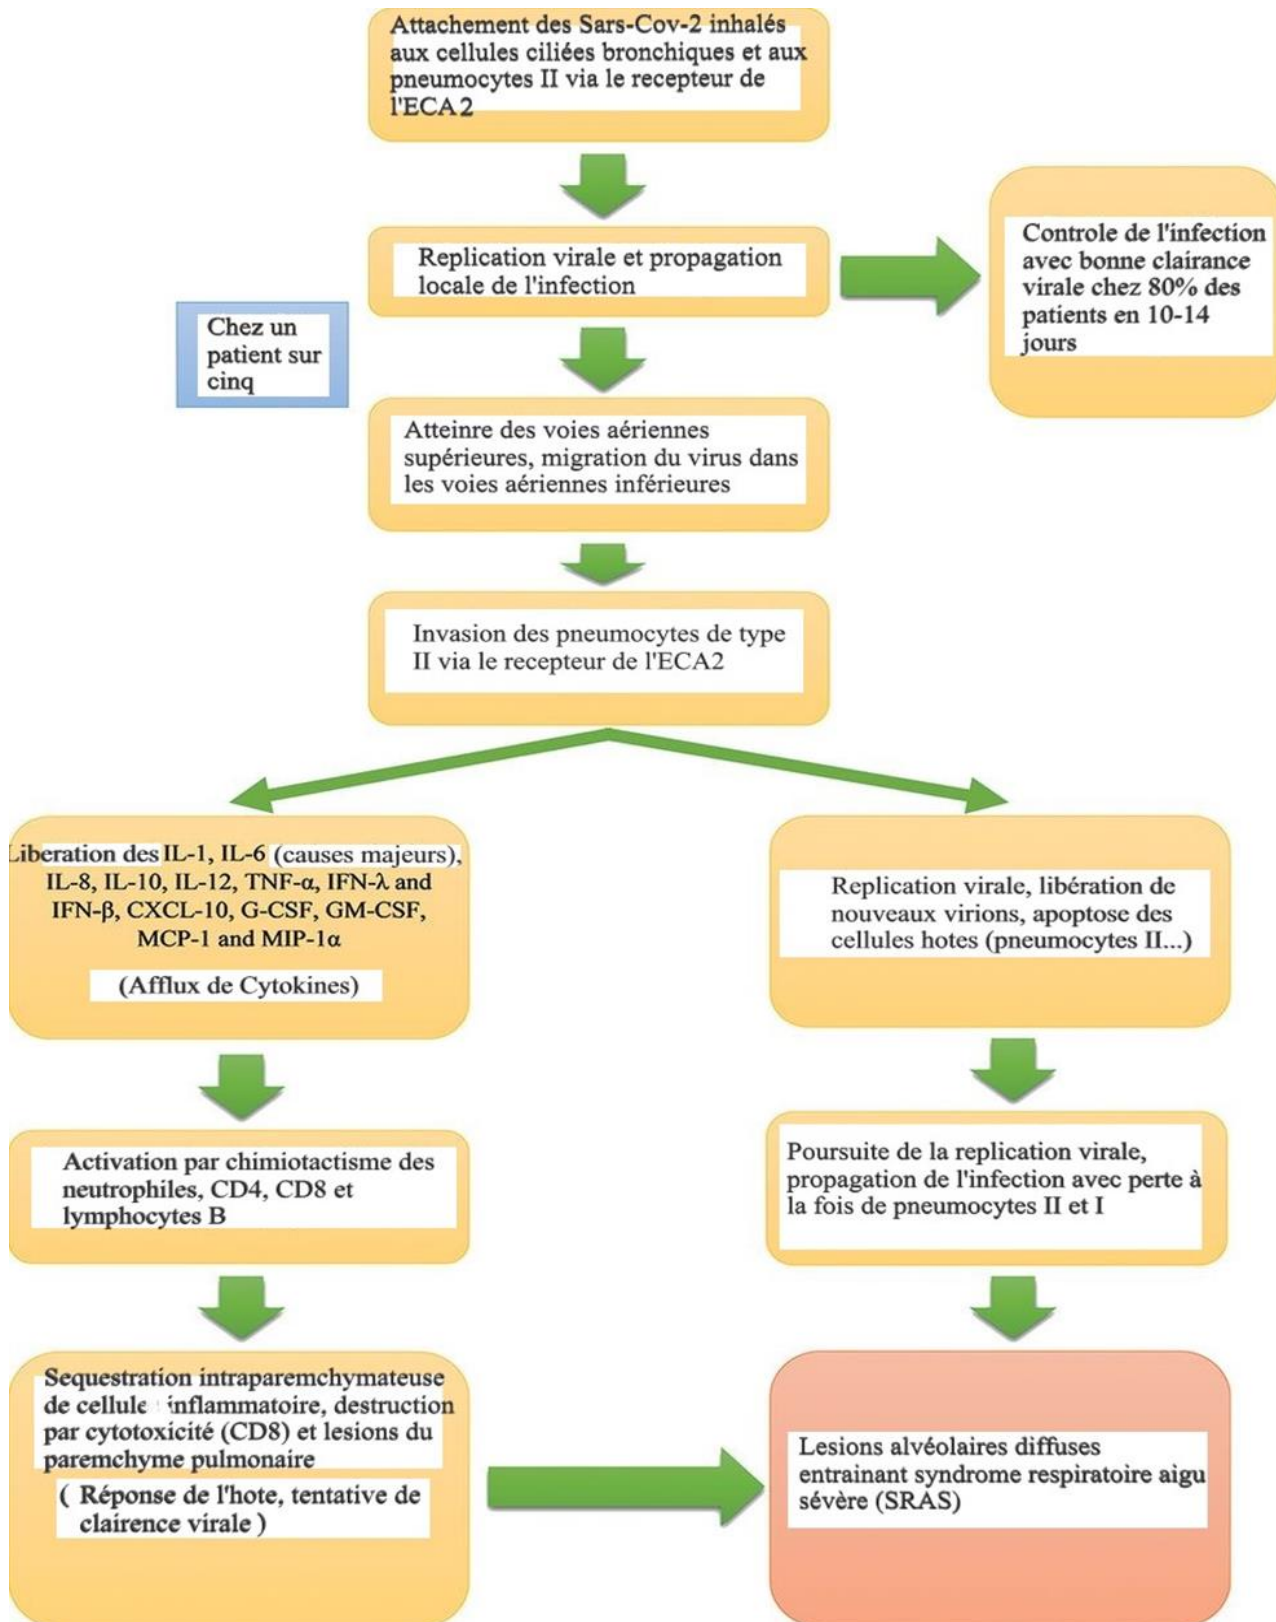 Attachement des Sars-Cov-2 inhalés
aux cellules ciliées bronchiques et aux
pneumocytes II via le recepteur de
l'ECA2
Replication virale et propagation
locale de l'infection
Controle de l'infection
avec bonne clairance
virale chez 80% des
patients en 10-14
jours
Chez un
patient sur
cinq
Atteinre des voies aériennes
supérieures, migration du virus dans
les voies aériennes inférieures
Invasion des pneumocytes de type
II via le recepteur de l'ECA2
Liberation des IL-1, IL-6 (causes majeurs),
IL-8, IL-10, IL-12, TNF-α, IFN-λ and
IFN-β, CXCL-10, G-CSF, GM-CSF,
MCP-1 and MIP-1α
(Afflux de Cytokines)
Replication virale, libération de
nouveaux virions, apoptose des
cellules hotes (pneumocytes II...)
Activation par chimiotactisme des
neutrophiles, CD4, CD8 et
lymphocytes B
Poursuite de la replication virale,
propagation de l'infection avec perte à
la fois de pneumocytes II et I
Sequestration intraparemchymateuse
de cellule inflammatoire, destruction
par cytotoxicité (CD8) et lesions du
paremchyme pulmonaire
( Réponse de l'hote, tentative de
clairence virale )
Lesions alvéolaires diffuses
entrainant syndrome respiratoire aigu
sévère (SRAS)